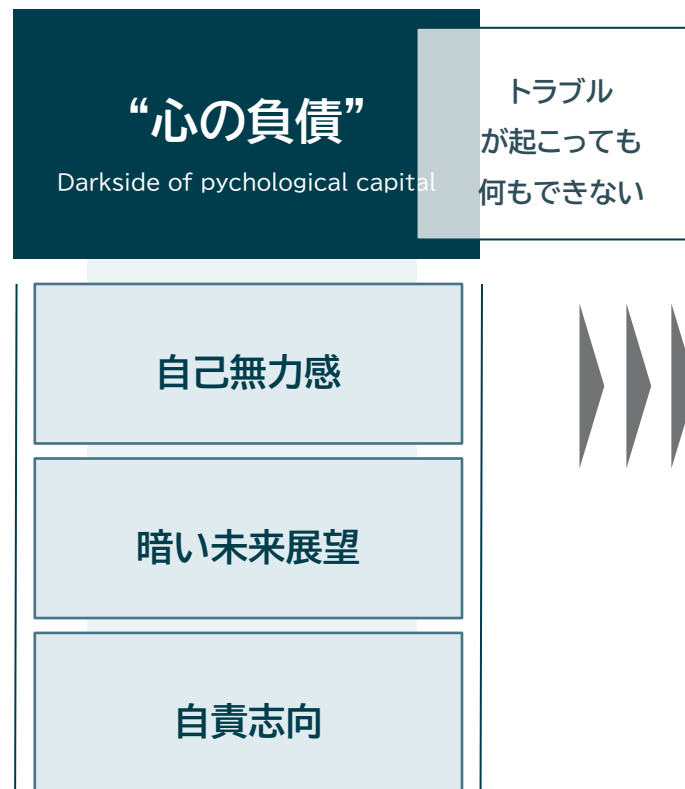 “心の負債”
Darkside of pychological capital
トラブル
が起こっても
何もできない
自己無力感
暗い未来展望
自責志向